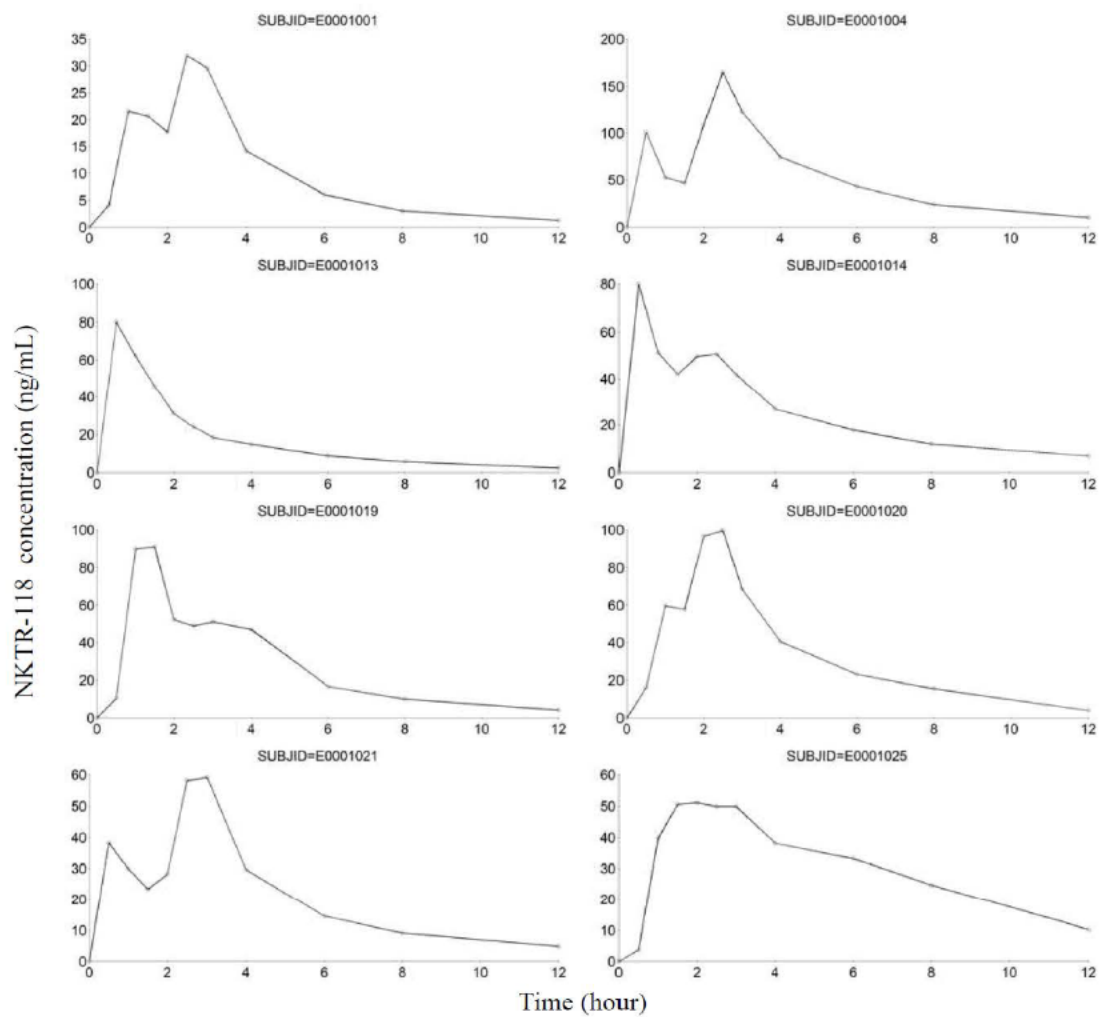 SUBJID=E0001001
35
30
25
20
15
10
5
0
0 2 4 6 8 10 12
SUBJID=E0001004
200
150
100
50
0
0 2 4 6 8 10 12
SUBJID=E0001013
100
80
60
40
20
0
0 2 4 6 8 10 12
SUBJID=E0001014
80
60
40
20
0
0 2 4 6 8 10 12
SUBJID=E0001019
100
80
60
40
20
0
0 2 4 6 8 10 12
SUBJID=E0001020
100
80
60
40
20
0
0 2 4 6 8 10 12
SUBJID=E0001021
60
50
40
30
20
10
0
0 2 4 6 8 10 12
SUBJID=E0001025
60
50
40
30
20
10
0
0 2 4 6 8 10 12
NKTR-118 concentration (ng/mL)
Time (hour)